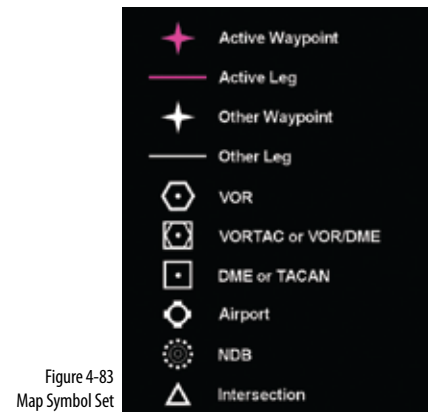 Active Waypoint
Active Leg
Other Waypoint
Other Leg
VOR
VORTAC or VOR/DME
DME or TACAN
Airport
NDB
Intersection
Figure 4-83
Map Symbol Set